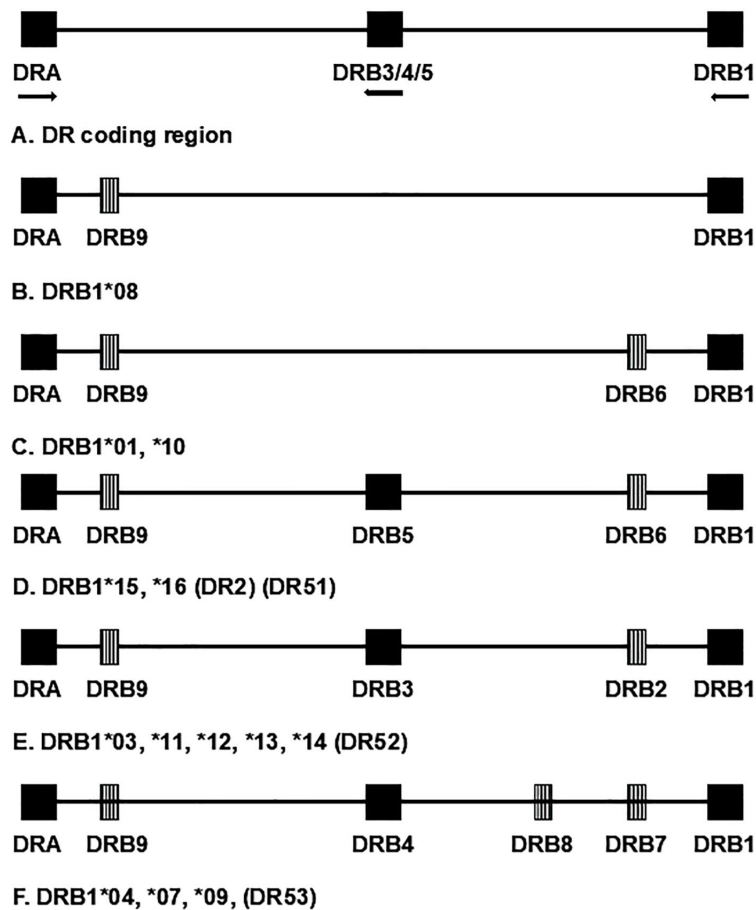 DRA DRB3/4/5 DRB1
A. DR coding region
DRA DRB9 DRB1
B. DRB1*08
DRA DRB9 DRB6 DRB1
C. DRB1*01, *10
DRA DRB9 DRB5 DRB6 DRB1
D. DRB1*15, *16 (DR2) (DR51)
DRA DRB9 DRB3 DRB2 DRB1
E. DRB1*03, *11, *12, *13, *14 (DR52)
DRA DRB9 DRB4 DRB8 DRB7 DRB1
F. DRB1*04, *07, *09, (DR53)